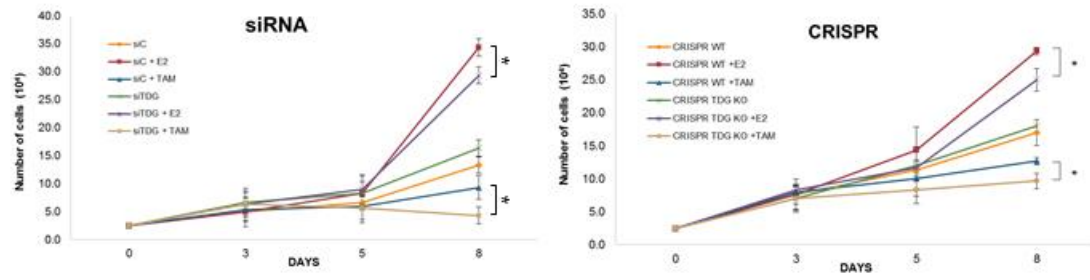 siRNA
40.0
35.0
30.0
25.0
20.0
15.0
10.0
5.0
0.0
Number of cells (10⁴)
siC
siC + E2
siC + TAM
siTDG
siTDG + E2
siTDG + TAM
*
*
0 3 5 8
DAYS
CRISPR
35.0
30.0
25.0
20.0
15.0
10.0
5.0
0.0
Number of cells (10⁴)
CRISPR WT
CRISPR WT +E2
CRISPR WT +TAM
CRISPR TDG KO
CRISPR TDG KO +E2
CRISPR TDG KO +TAM
*
*
0 3 5 8
DAYS